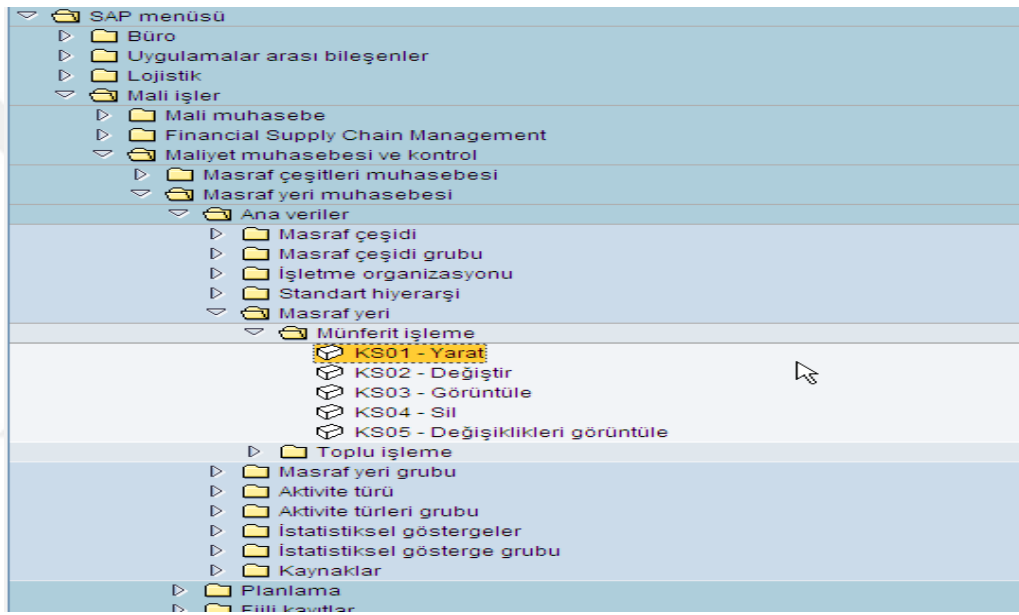 SAP menüsü
Büro
Uygulamalar arası bileşenler
Lojistik
Mali işler
Mali muhasebe
Financial Supply Chain Management
Maliyet muhasebesi ve kontrol
Masraf çeşitleri muhasebesi
Masraf yeri muhasebesi
Ana veriler
Masraf çeşidi
Masraf çeşidi grubu
İşletme organizasyonu
Standart hiyerarşi
Masraf yeri
Münferit işleme
KS01 - Yarat
KS02 - Değiştir
KS03 - Görüntüle
KS04 - Sil
KS05 - Değişiklikleri görüntüle
Toplu işleme
Masraf yeri grubu
Aktivite türü
Aktivite türleri grubu
İstatistiksel göstergeler
İstatistiksel gösterge grubu
Kaynaklar
Planlama
Fiili kayıtlar